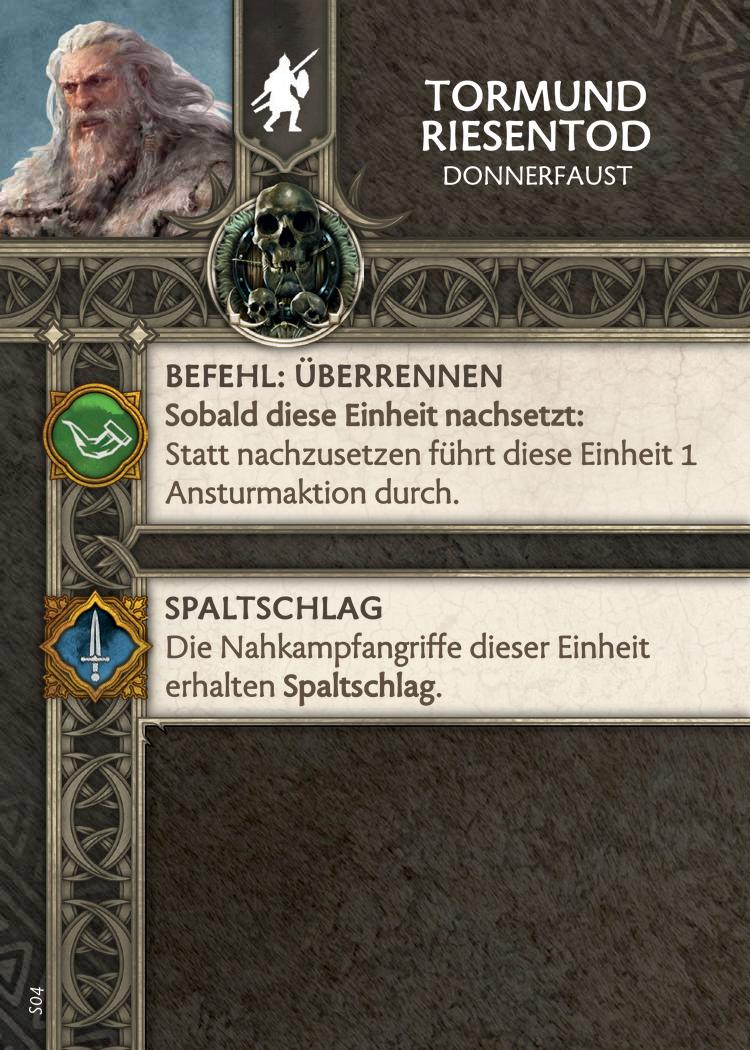 TORMUND
RIESENTOD
DONNERFAUST
BEFEHL: ÜBERRENNEN
Sobald diese Einheit nachsetzt:
Statt nachzusetzen führt diese Einheit 1
Ansturmaktion durch.
SPALTSCHLAG
Die Nahkampfangriffe dieser Einheit
erhalten Spaltschlag.
S04